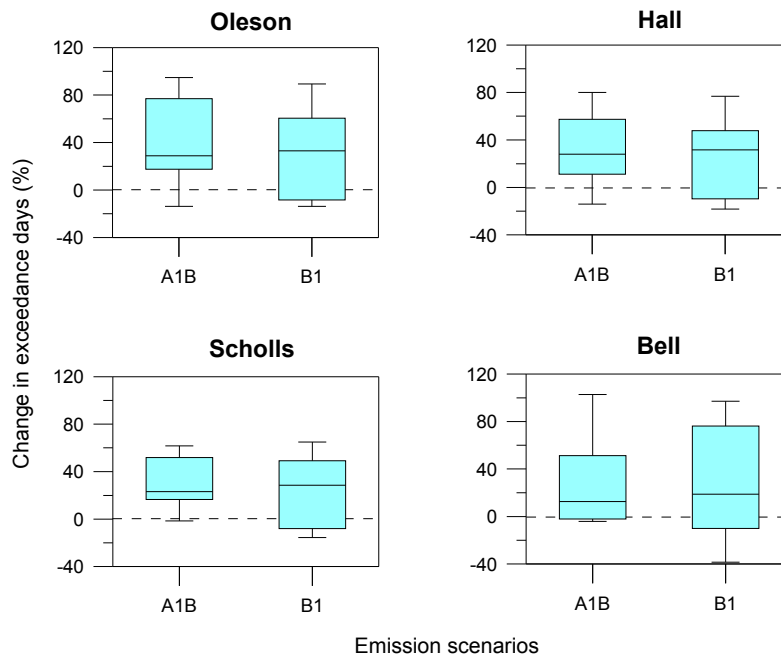 Oleson
Hall
120
80
40
0
-40
A1B
B1
120
80
40
0
-40
A1B
B1
Change in exceedance days (%)
Scholls
Bell
120
80
40
0
-40
A1B
B1
120
80
40
0
-40
A1B
B1
Emission scenarios